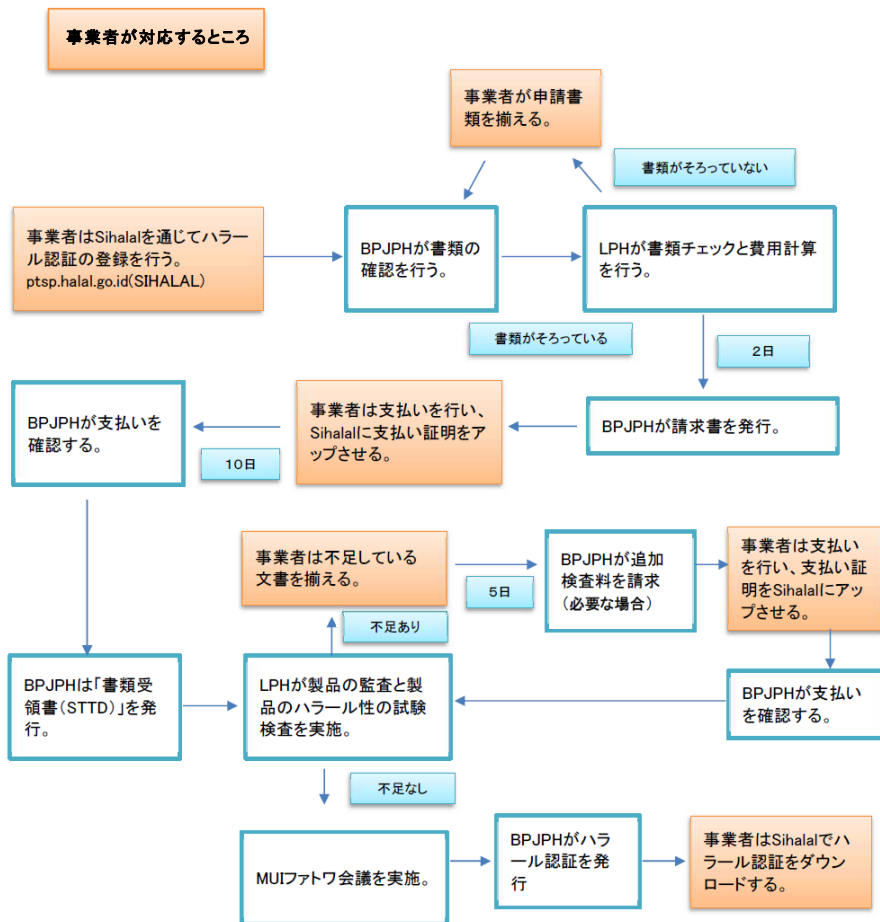 事業者が対応するところ
事業者が申請書
類を揃える。
書類がそろっていない
事業者はSihalalを通じてハラー
ル認証の登録を行う。
ptsp.halal.go.id(SIHALAL)
BPJPHが書類の
確認を行う。
LPHが書類チェックと費用計算
を行う。
書類がそろっている
2日
BPJPHが支払いを
確認する。
10日
事業者は支払いを行い、
Sihalalに支払い証明をアッ
プさせる。
BPJPHが請求書を発行。
事業者は不足している
文書を揃える。
5日
BPJPHが追加
検査料を請求
(必要な場合)
事業者は支払い
を行い、支払い証
明をSihalalにアッ
プさせる。
不足あり
BPJPHは「書類受
領書(STTD)」を発
行。
LPHが製品の監査と製
品のハラール性の試験
検査を実施。
BPJPHが支払い
を確認する。
不足なし
MUIファトワ会議を実施。
BPJPHがハラ
ール認証を発
行
事業者はSihalalでハ
ラール認証をダウン
ロードする。